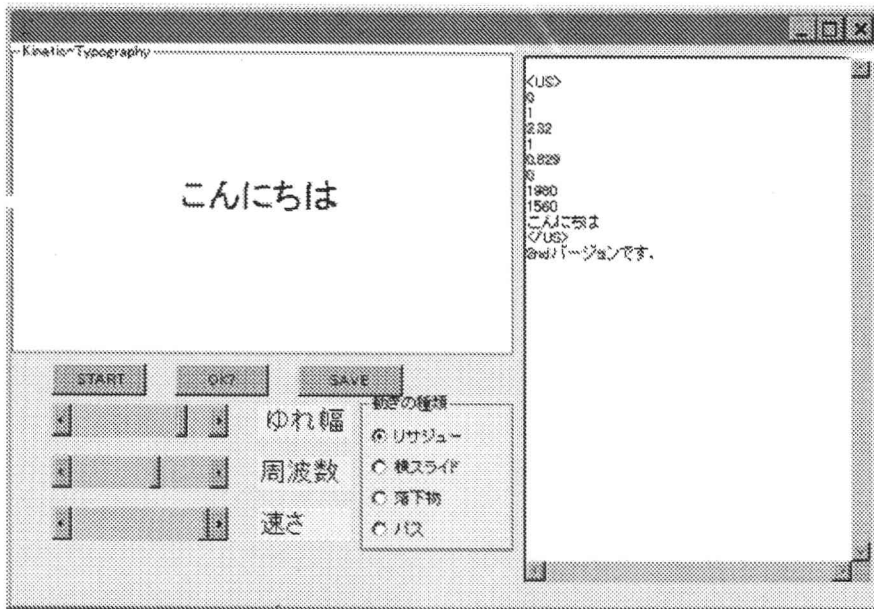 Kinetic-Typography
こんにちは
START
OK?
SAVE
ゆれ幅
周波数
速さ
動きの種類
リサジュー
横スライド
落下物
パス
<US>
0
1
2.32
1
0.829
0
1980
1560
こんにちは
</US>
2nd.バージョンです.